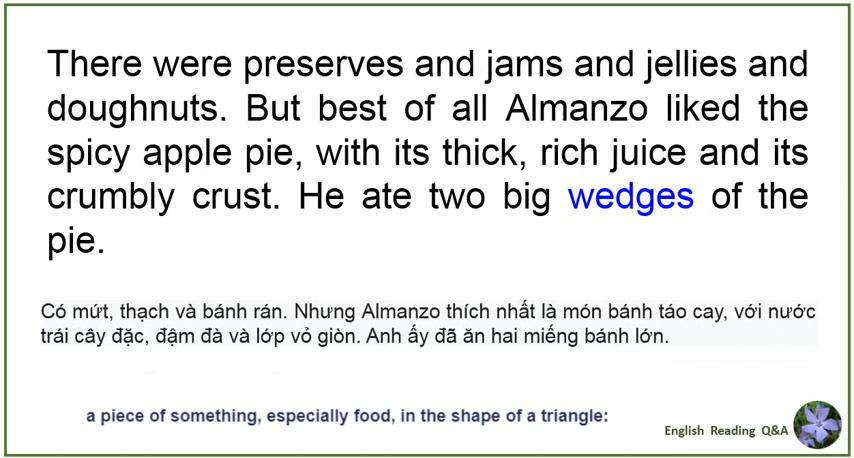 There were preserves and jams and jellies and
doughnuts. But best of all Almanzo liked the
spicy apple pie, with its thick, rich juice and its
crumbly crust. He ate two big wedges of the
pie.
Có mứt, thạch và bánh rán. Nhưng Almanzo thích nhất là món bánh táo cay, với nước
trái cây đặc, đậm đà và lớp vỏ giòn. Anh ấy đã ăn hai miếng bánh lớn.
a piece of something, especially food, in the shape of a triangle:
English Reading Q&A